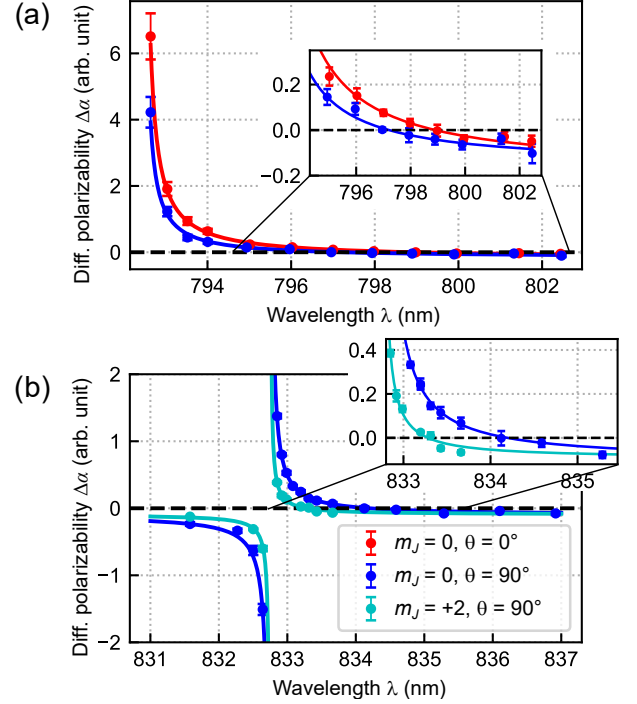 (a)
Diff. polarizability Δα (arb. unit)
6
4
2
0
0.2
0.0
−0.2
796 798 800 802
794 796 798 800 802
Wavelength λ (nm)
(b)
Diff. polarizability Δα (arb. unit)
2
1
0
−1
−2
0.4
0.2
0.0
833 834 835
m_J = 0, θ = 0°
m_J = 0, θ = 90°
m_J = +2, θ = 90°
831 832 833 834 835 836 837
Wavelength λ (nm)